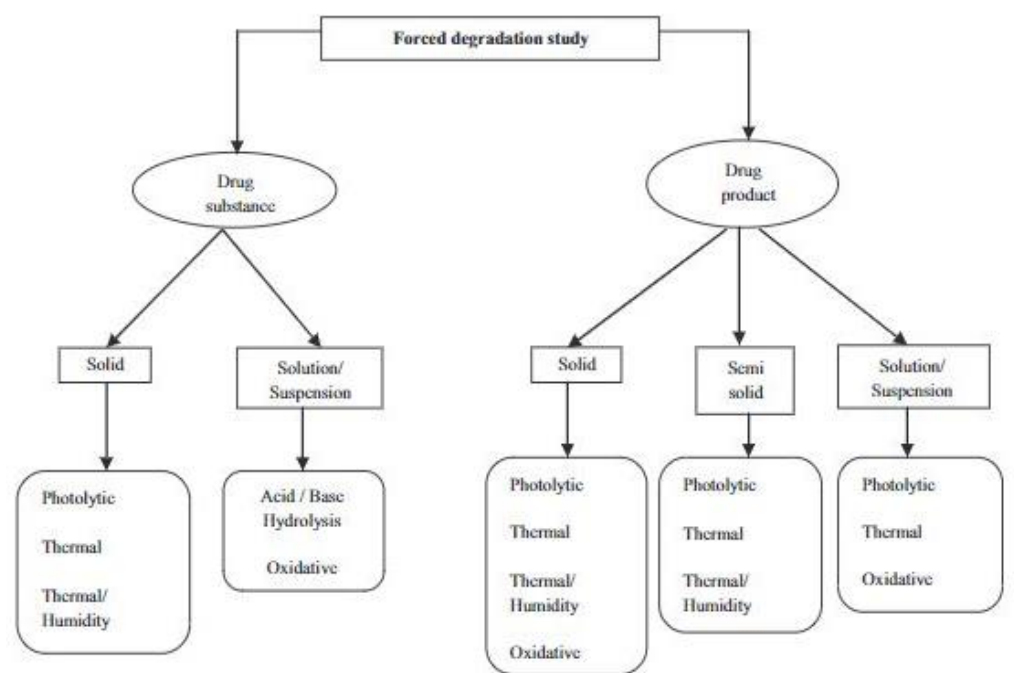 Forced degradation study
Drug
substance
Drug
product
Solid
Solution/
Suspension
Solid
Semi
solid
Solution/
Suspension
Photolytic
Thermal
Thermal/
Humidity
Acid / Base
Hydrolysis
Oxidative
Photolytic
Thermal
Thermal/
Humidity
Oxidative
Photolytic
Thermal
Thermal/
Humidity
Photolytic
Thermal
Oxidative